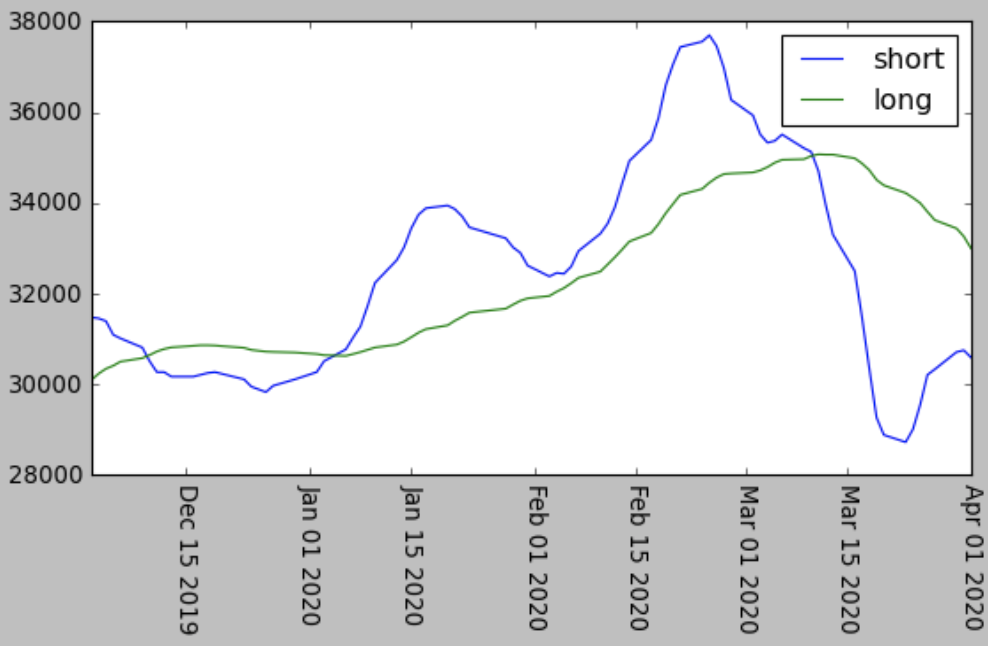 38000
36000
34000
32000
30000
28000
short
long
Dec 15 2019
Jan 01 2020
Jan 15 2020
Feb 01 2020
Feb 15 2020
Mar 01 2020
Mar 15 2020
Apr 01 2020